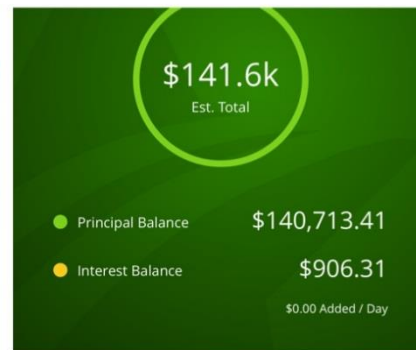 $141.6k
Est. Total
Principal Balance $140,713.41
Interest Balance $906.31
$0.00 Added / Day